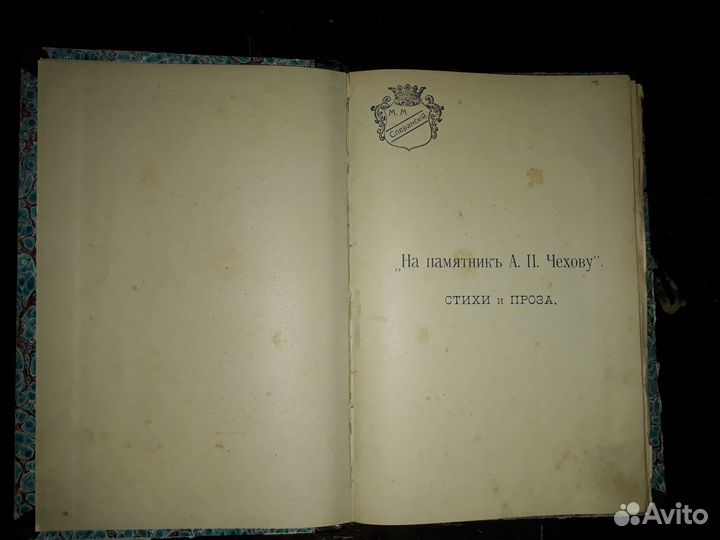 М. М
Сперанскій
„На памятникъ А. П. Чехову".
СТИХИ и ПРОЗА.
Avito